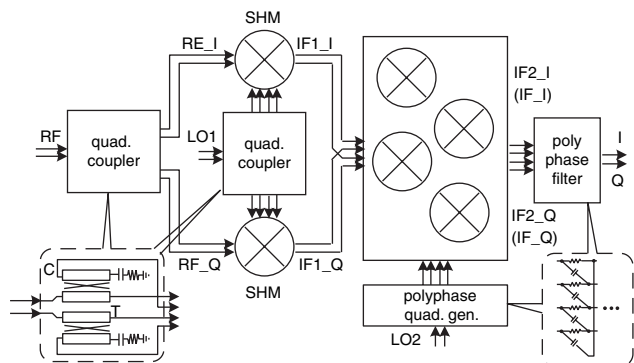 SHM
RE_I
IF1_I
RF
quad.
coupler
LO1
quad.
coupler
IF2_I
(IF_I)
poly
phase
filter
I
Q
RF_Q
IF1_Q
SHM
IF2_Q
(IF_Q)
C
T
polyphase
quad. gen.
LO2
...